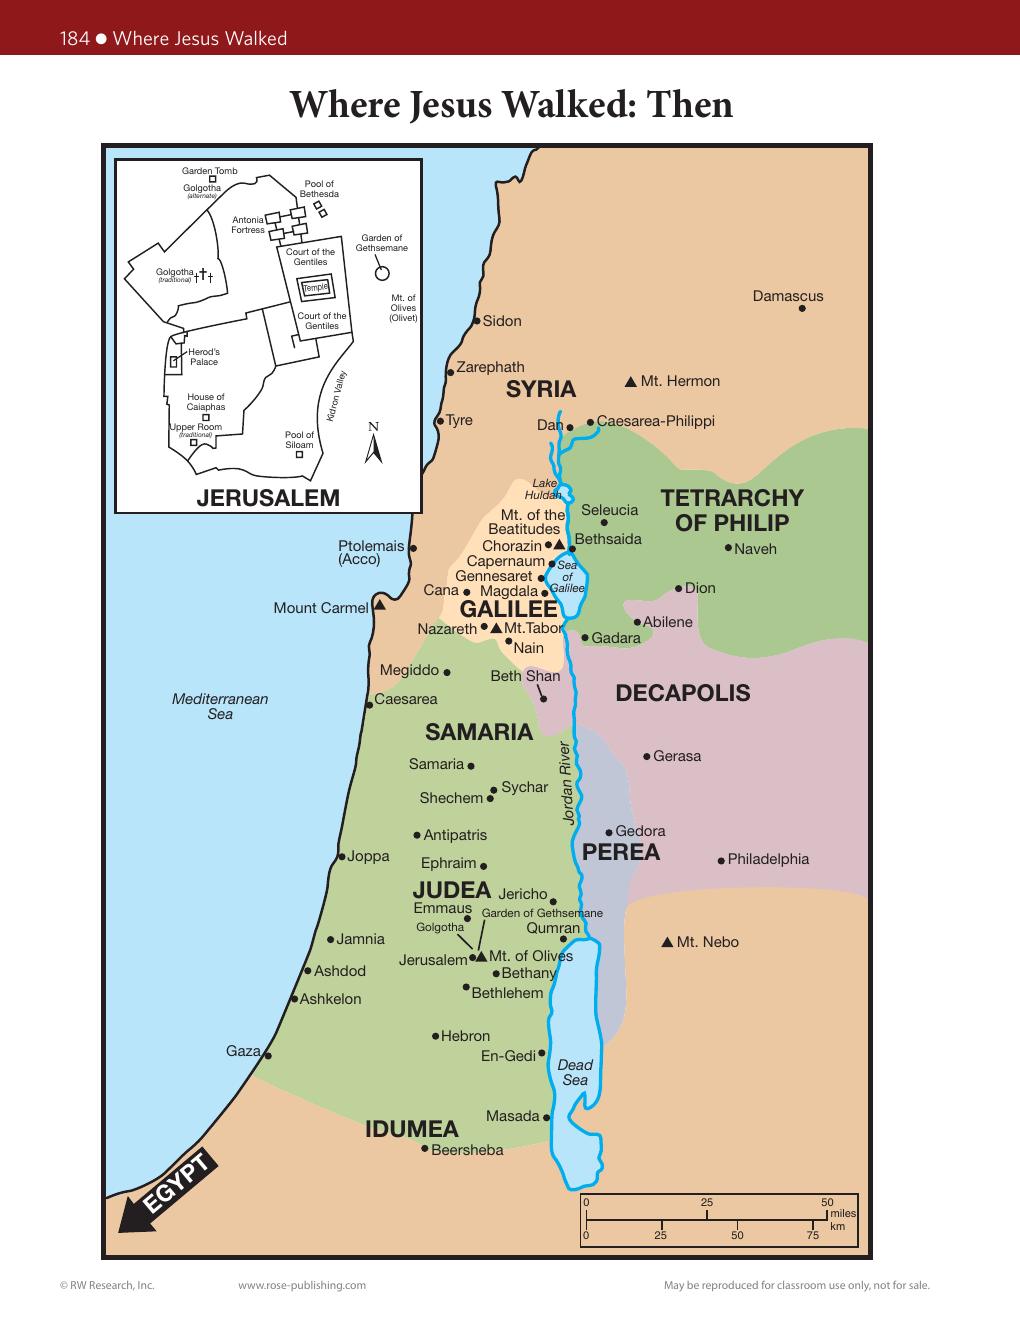 184 ● Where Jesus Walked
Where Jesus Walked: Then
Garden Tomb
Golgotha
(alternate)
Pool of
Bethesda
Antonia
Fortress
Garden of
Gethsemane
Court of the
Gentiles
Golgotha
(traditional)
Temple
Mt. of
Olives
(Olivet)
Court of the
Gentiles
Herod's
Palace
Kidron Valley
House of
Caiaphas
Upper Room
(traditional)
Pool of
Siloam
N
JERUSALEM
Damascus
Sidon
Zarephath
SYRIA
Mt. Hermon
Tyre
Dan
Caesarea-Philippi
Lake
Huldah
TETRARCHY
OF PHILIP
Mt. of the
Beatitudes
Seleucia
Ptolemais
(Acco)
Chorazin
Bethsaida
Naveh
Capernaum
Sea
of
Galilee
Gennesaret
Cana
Magdala
Dion
Mount Carmel
GALILEE
Nazareth
Mt.Tabor
Abilene
Gadara
Nain
Megiddo
Beth Shan
DECAPOLIS
Mediterranean
Sea
Caesarea
SAMARIA
Samaria
Jordan River
Gerasa
Sychar
Shechem
Antipatris
Gedora
Joppa
Ephraim
PEREA
Philadelphia
JUDEA
Jericho
Emmaus
Garden of Gethsemane
Golgotha
Qumran
Jamnia
Mt. Nebo
Jerusalem
Mt. of Olives
Ashdod
Bethany
Ashkelon
Bethlehem
Hebron
Gaza
En-Gedi
Dead
Sea
Masada
IDUMEA
Beersheba
EGYPT
0 25 50
miles
km
0 25 50 75
© RW Research, Inc. www.rose-publishing.com May be reproduced for classroom use only, not for sale.